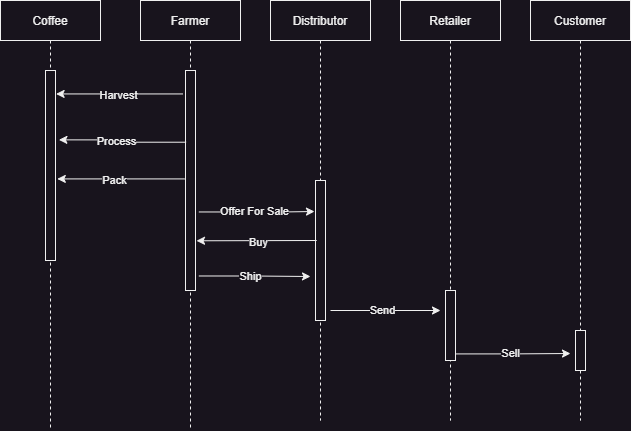 Coffee
Farmer
Distributor
Retailer
Customer
Harvest
Process
Pack
Offer For Sale
Buy
Ship
Send
Sell